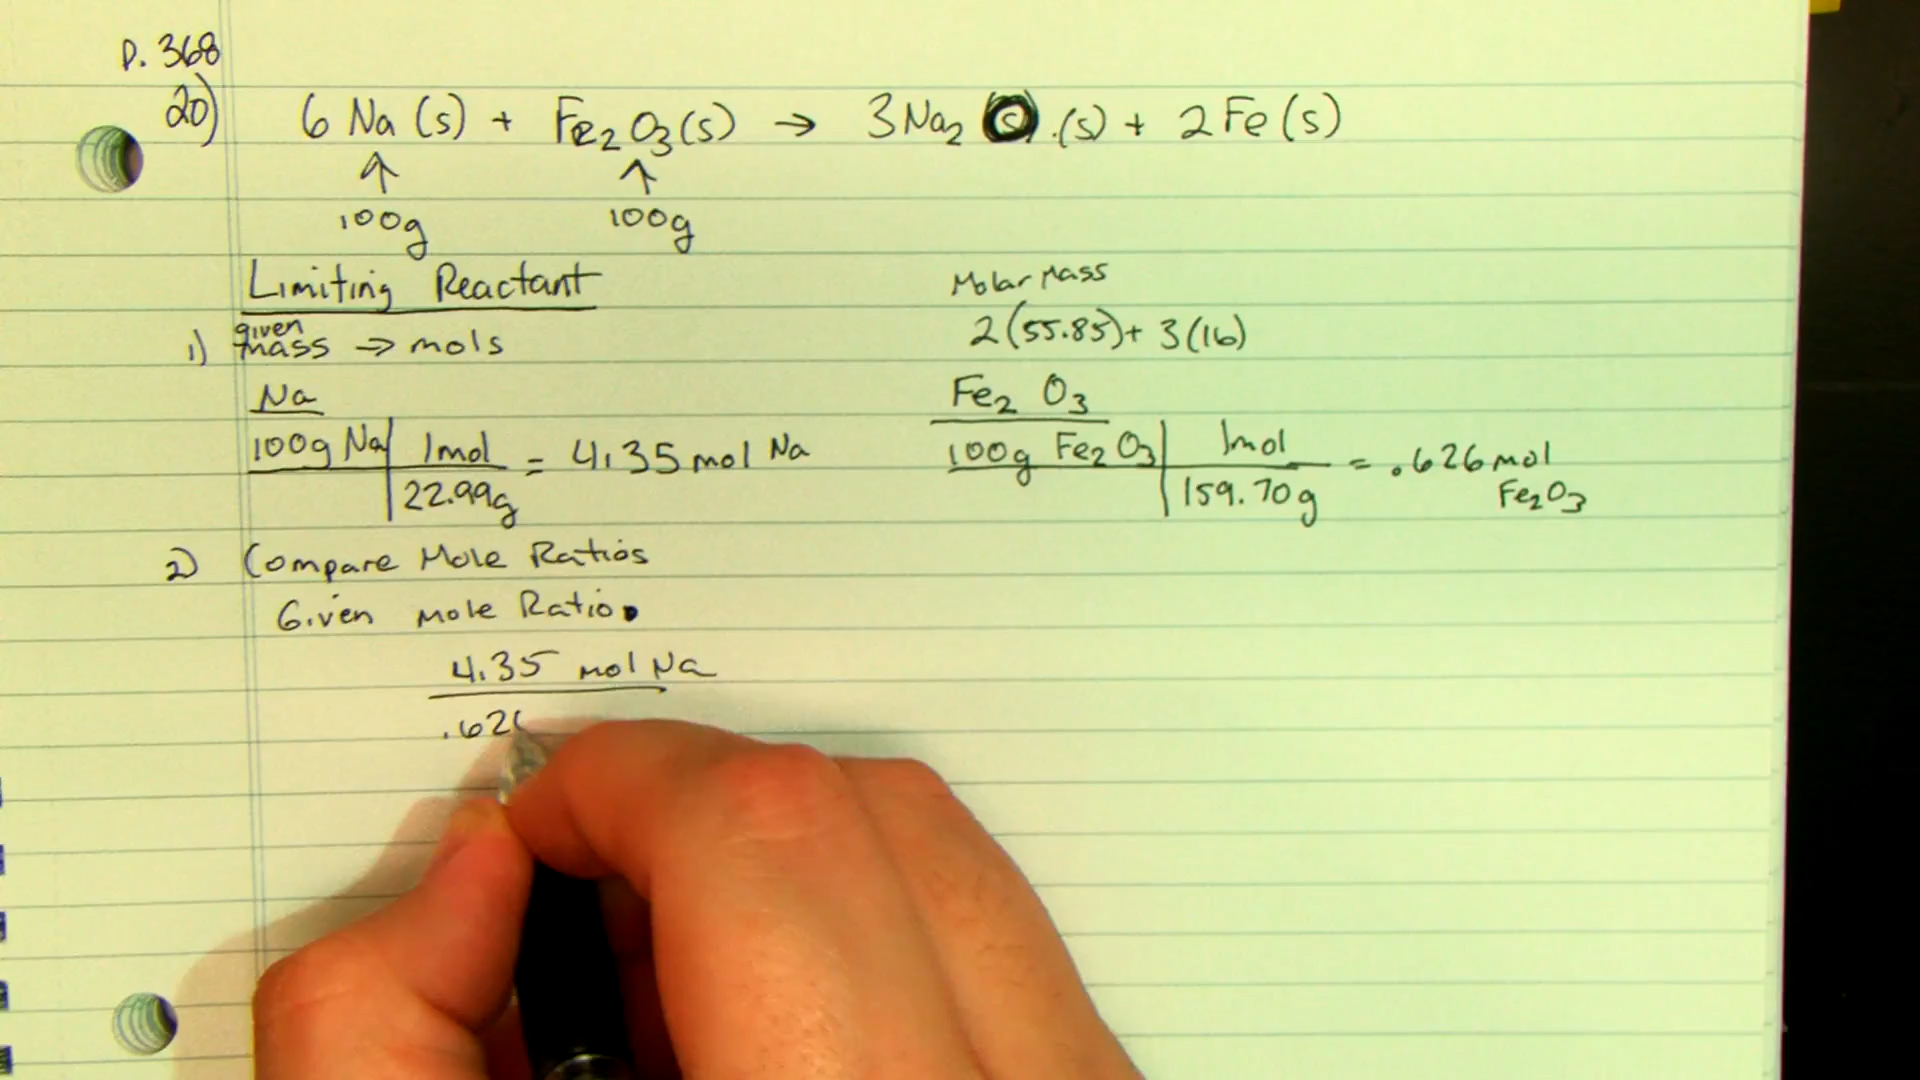 P. 368
20) 6 Na (s) + Fe2O3 (s) → 3Na2 O (s) + 2Fe (s)
↑ ↑
100g 100g
Limiting Reactant
Molar Mass
2(55.85) + 3(16)
given
1) mass → mols
Na
Fe2 O3
100g Na | 1mol = 4.35 mol Na
22.99g
100g Fe2O3 | 1mol = .626 mol
159.70g Fe2O3
2) Compare Mole Ratios
Given Mole Ratio
4.35 mol Na
.626